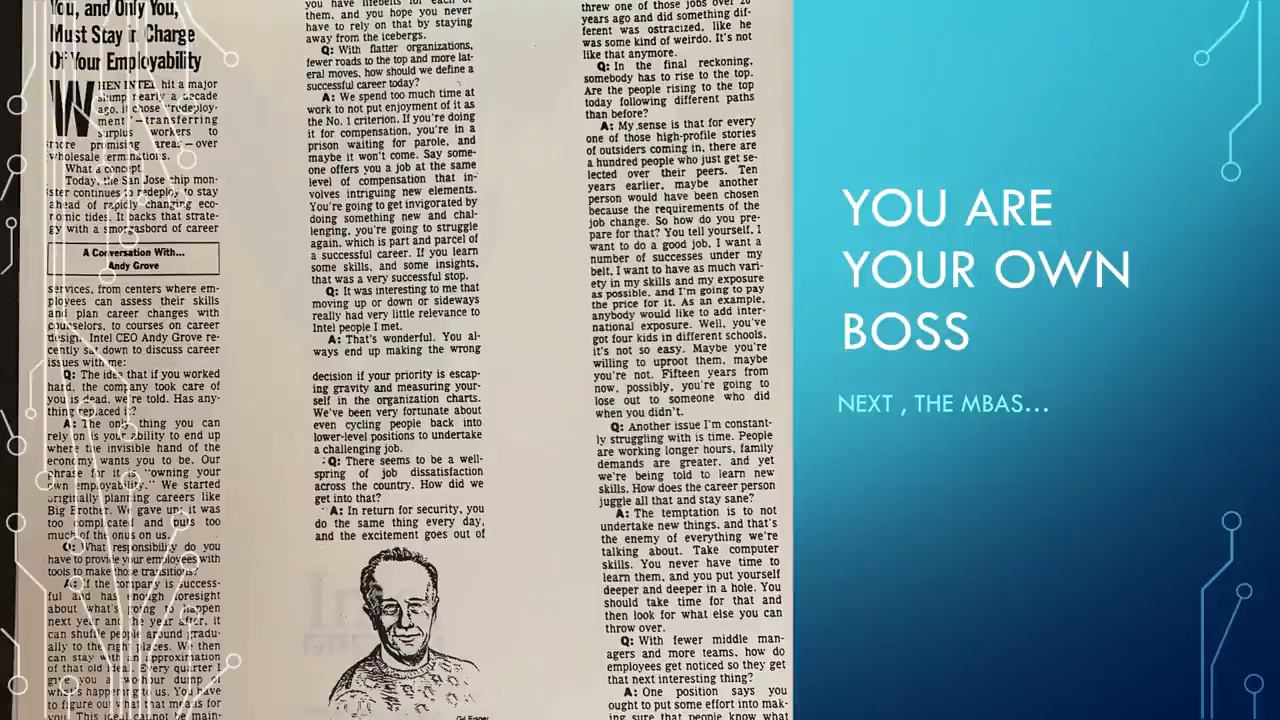 You, and Only You,
Must Stay in Charge
Of Your Employability
WHEN INTEL hit a major
slump nearly a decade
ago, it chose "redeploy-
ment"—transferring
surplus workers to
more promising areas—over
wholesale terminations.
What a concept.
Today, the San Jose chip mon-
ister continues to redeploy to stay
ahead of rapidly changing eco-
nomic tides. It backs that strate-
gy with a smorgasbord of career
A Conversation With...
Andy Grove
services, from centers where em-
ployees can assess their skills
and plan career changes with
counselors, to courses on career
design. Intel CEO Andy Grove re-
cently sat down to discuss career
issues with me:
Q: The idea that if you worked
hard, the company took care of
you is dead, we're told. Has any-
thing replaced it?
A: The only thing you can
rely on is your ability to end up
where the invisible hand of the
economy wants you to be. Our
phrase for it is "owning your
own employability." We started
originally planning careers like
Big Brother. We gave up; it was
too complicated and puts too
much of the onus on us.
Q: What responsibility do you
have to provide your employees with
tools to make those transitions?
A: If the company is success-
ful and has enough foresight
about what's going to happen
next year and the year after, it
can shuffle people around gradu-
ally to the right places. We then
can stay with an approximation
of that old ideal. Every quarter I
give you a two-hour dump of
what's happening to us. You have
to figure out what that means for
you. This ideal cannot be main-
you have lifebelts for each of
them, and you hope you never
have to rely on that by staying
away from the icebergs.
Q: With flatter organizations,
fewer roads to the top and more lat-
eral moves, how should we define a
successful career today?
A: We spend too much time at
work to not put enjoyment of it as
the No. 1 criterion. If you're doing
it for compensation, you're in a
prison waiting for parole, and
maybe it won't come. Say some-
one offers you a job at the same
level of compensation that in-
volves intriguing new elements.
You're going to get invigorated by
doing something new and chal-
lenging, you're going to struggle
again, which is part and parcel of
a successful career. If you learn
some skills, and some insights,
that was a very successful stop.
Q: It was interesting to me that
moving up or down or sideways
really had very little relevance to
Intel people I met.
A: That's wonderful. You al-
ways end up making the wrong
decision if your priority is escap-
ing gravity and measuring your-
self in the organization charts.
We've been very fortunate about
even cycling people back into
lower-level positions to undertake
a challenging job.
Q: There seems to be a well-
spring of job dissatisfaction
across the country. How did we
get into that?
A: In return for security, you
do the same thing every day,
and the excitement goes out of
threw one of those jobs over 20
years ago and did something dif-
ferent was ostracized, like he
was some kind of weirdo. It's not
like that anymore.
Q: In the final reckoning,
somebody has to rise to the top.
Are the people rising to the top
today following different paths
than before?
A: My sense is that for every
one of those high-profile stories
of outsiders coming in, there are
a hundred people who just get se-
lected over their peers. Ten
years earlier, maybe another
person would have been chosen
because the requirements of the
job change. So how do you pre-
pare for that? You tell yourself, I
want to do a good job, I want a
number of successes under my
belt, I want to have as much vari-
ety in my skills and my exposure
as possible, and I'm going to pay
the price for it. As an example,
anybody would like to add inter-
national exposure. Well, you've
got four kids in different schools,
it's not so easy. Maybe you're
willing to uproot them, maybe
you're not. Fifteen years from
now, possibly, you're going to
lose out to someone who did
when you didn't.
Q: Another issue I'm constant-
ly struggling with is time. People
are working longer hours, family
demands are greater, and yet
we're being told to learn new
skills. How does the career person
juggle all that and stay sane?
A: The temptation is to not
undertake new things, and that's
the enemy of everything we're
talking about. Take computer
skills. You never have time to
learn them, and you put yourself
deeper and deeper in a hole. You
should take time for that and
then look for what else you can
throw over.
Q: With fewer middle man-
agers and more teams, how do
employees get noticed so they get
that next interesting thing?
A: One position says you
ought to put some effort into mak-
ing sure that people know what
YOU ARE
YOUR OWN
BOSS
NEXT , THE MBAS...